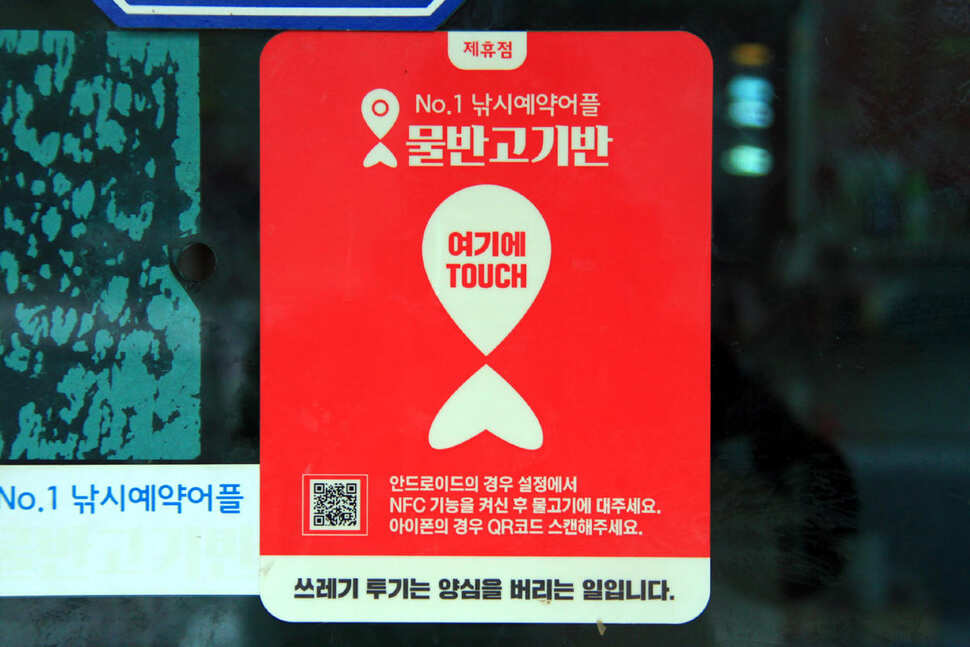 제휴점
No.1 낚시예약어플
물반고기반
여기에
TOUCH
안드로이드의 경우 설정에서
NFC 기능을 켜신 후 물고기에 대주세요.
아이폰의 경우 QR코드 스캔해주세요.
쓰레기 투기는 양심을 버리는 일입니다.
No.1 낚시예약어플